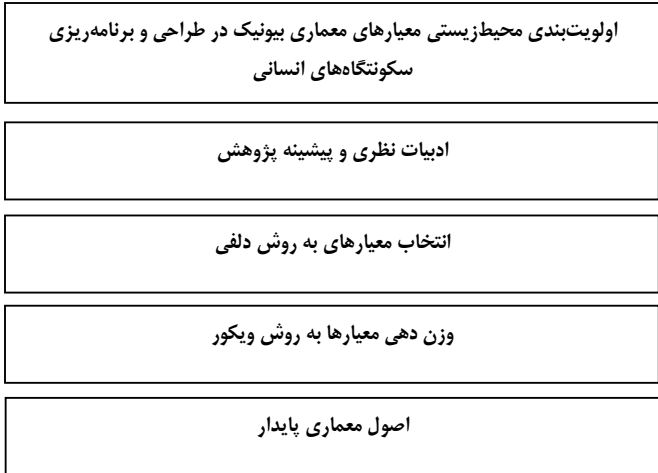 اولویت‌بندی محیط‌زیستی معیارهای معماری بیونیک در طراحی و برنامه‌ریزی
سکونتگاه‌های انسانی
ادبیات نظری و پیشینه پژوهش
انتخاب معیارهای به روش دلفی
وزن دهی معیارها به روش ویکور
اصول معماری پایدار